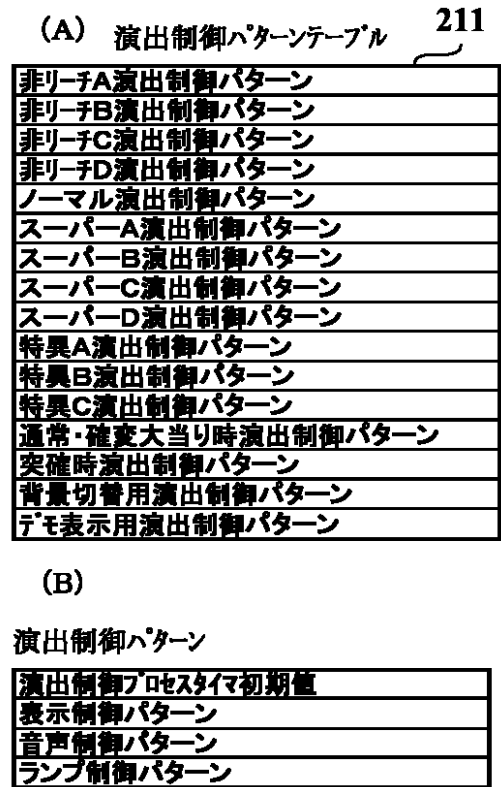 (A) 演出制御ﾊﾟﾀｰﾝﾃｰﾌﾞﾙ 211
非ﾘｰﾁA演出制御パターン
非ﾘｰﾁB演出制御パターン
非ﾘｰﾁC演出制御パターン
非ﾘｰﾁD演出制御パターン
ノーマル演出制御パターン
スーパーA演出制御パターン
スーパーB演出制御パターン
スーパーC演出制御パターン
スーパーD演出制御パターン
特異A演出制御パターン
特異B演出制御パターン
特異C演出制御パターン
通常・確変大当り時演出制御パターン
突確時演出制御パターン
背景切替用演出制御パターン
ﾃﾞﾓ表示用演出制御パターン
(B)
演出制御ﾊﾟﾀｰﾝ
演出制御ﾌﾟﾛｾｽﾀｲﾏ初期値
表示制御パターン
音声制御パターン
ランプ制御パターン